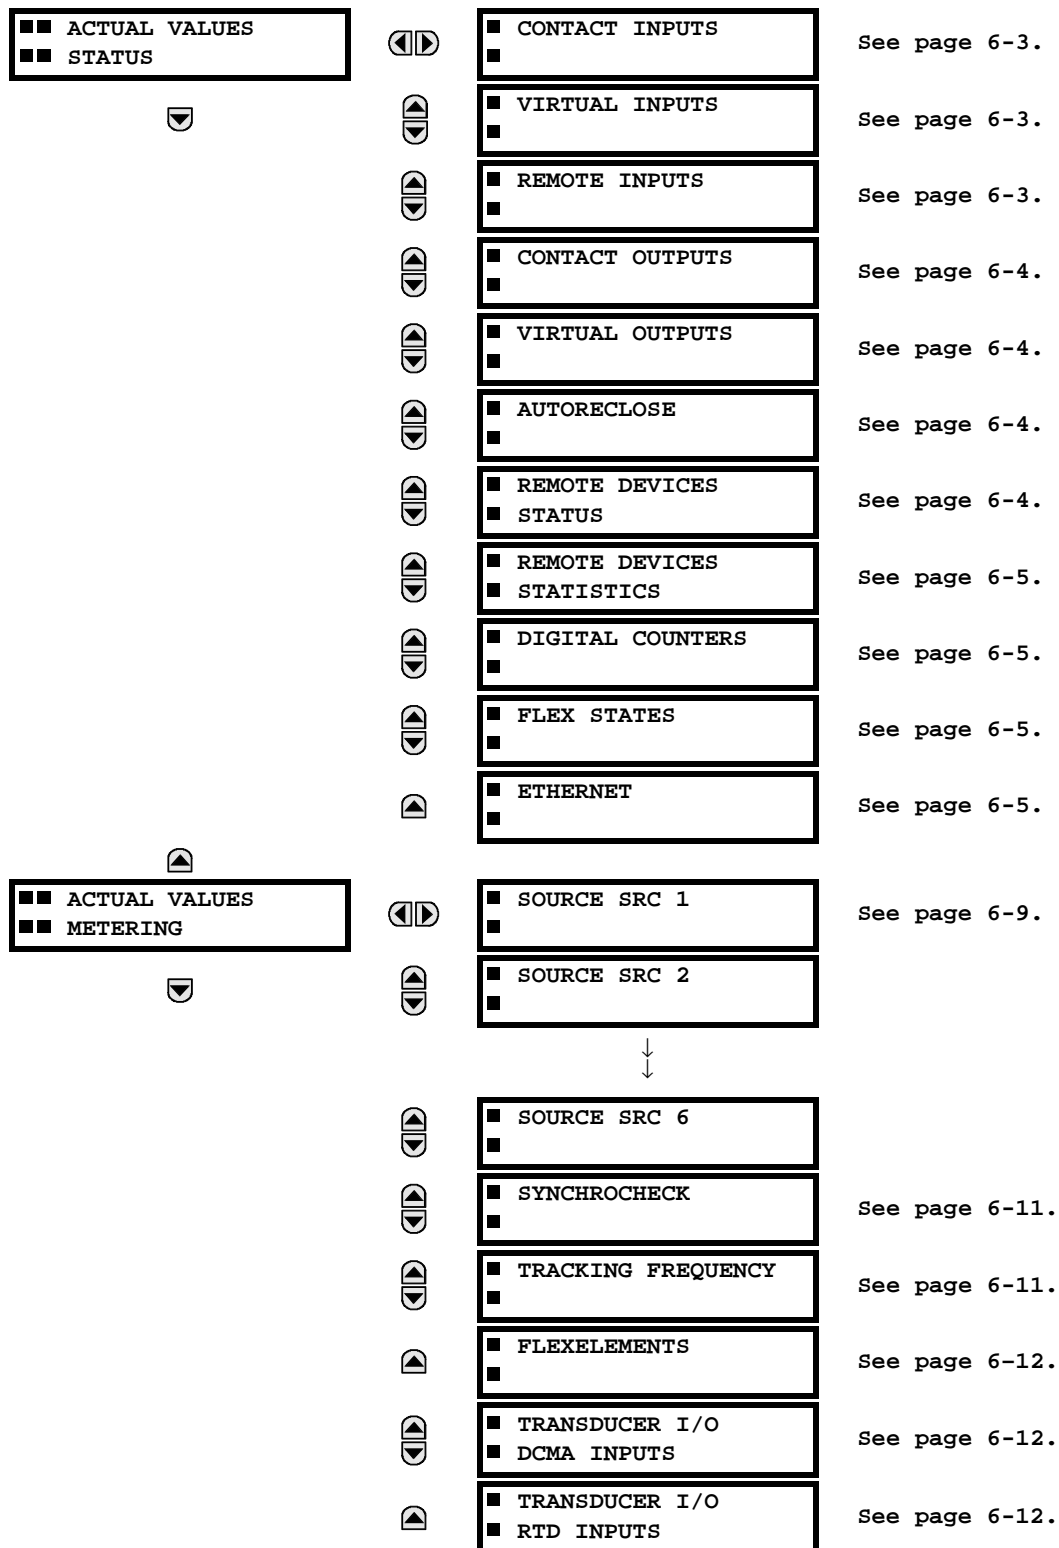 ACTUAL VALUES
STATUS
CONTACT INPUTS
See page 6-3.
VIRTUAL INPUTS
See page 6-3.
REMOTE INPUTS
See page 6-3.
CONTACT OUTPUTS
See page 6-4.
VIRTUAL OUTPUTS
See page 6-4.
AUTORECLOSE
See page 6-4.
REMOTE DEVICES
STATUS
See page 6-4.
REMOTE DEVICES
STATISTICS
See page 6-5.
DIGITAL COUNTERS
See page 6-5.
FLEX STATES
See page 6-5.
ETHERNET
See page 6-5.
ACTUAL VALUES
METERING
SOURCE SRC 1
See page 6-9.
SOURCE SRC 2
SOURCE SRC 6
SYNCHROCHECK
See page 6-11.
TRACKING FREQUENCY
See page 6-11.
FLEXELEMENTS
See page 6-12.
TRANSDUCER I/O
DCMA INPUTS
See page 6-12.
TRANSDUCER I/O
RTD INPUTS
See page 6-12.